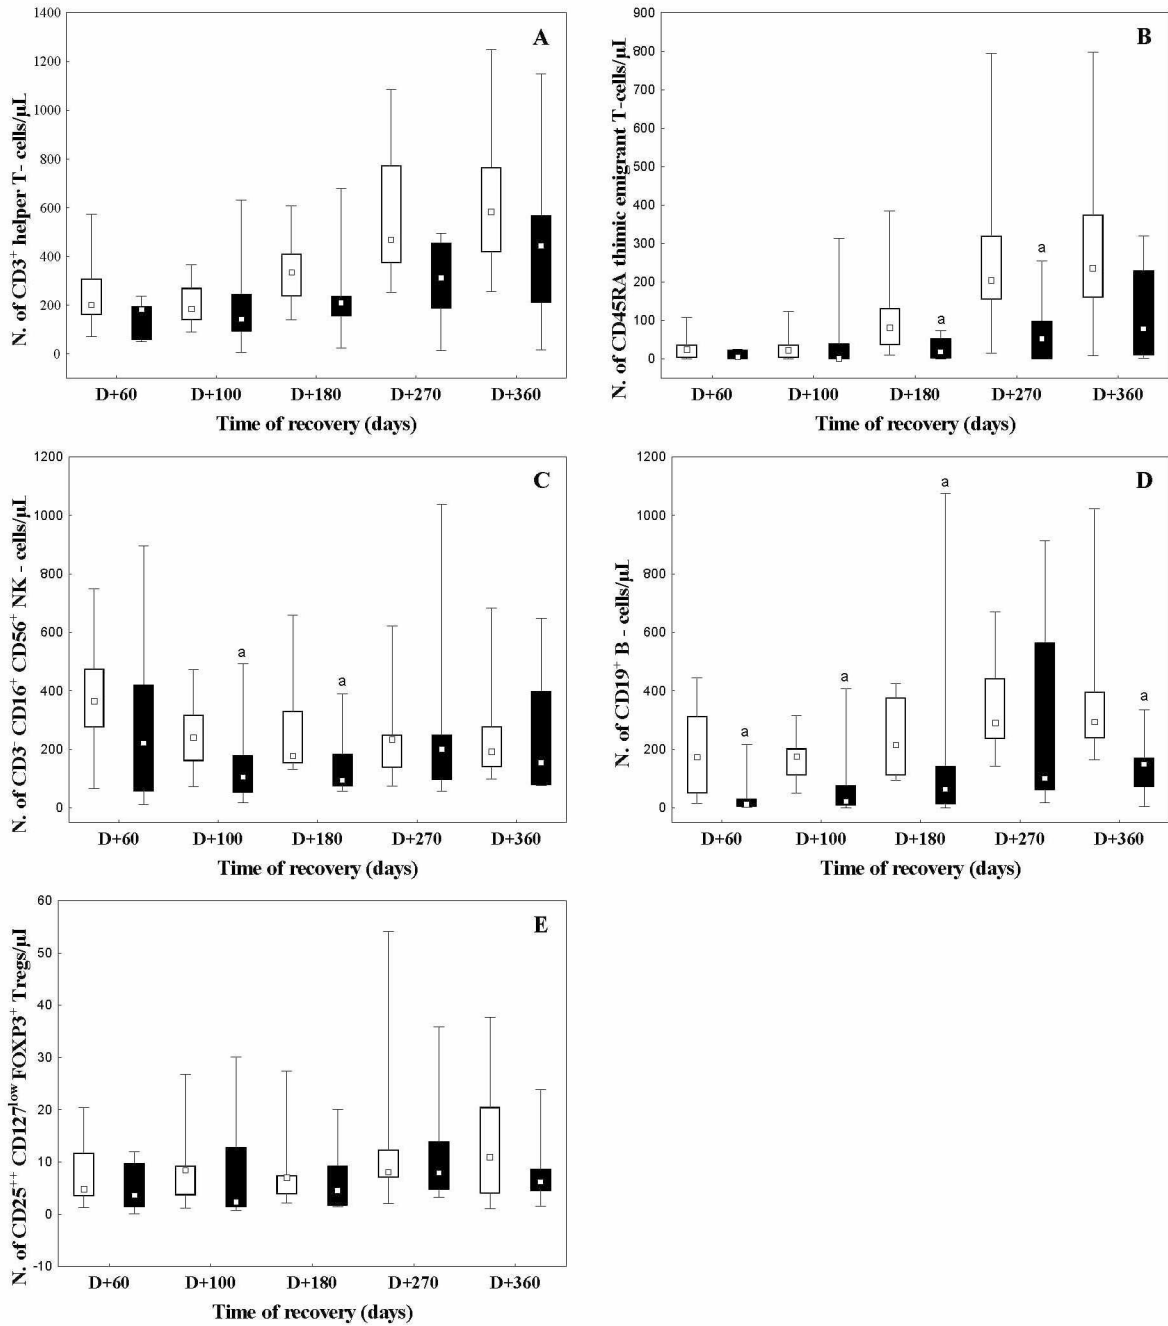 A
N. of CD3⁺ helper T- cells/µL
1400
1200
1000
800
600
400
200
0
D+60 D+100 D+180 D+270 D+360
Time of recovery (days)
B
N. of CD45RA thimic emigrant T-cells/µl
900
800
700
600
500
400
300
200
100
0
a
a
D+60 D+100 D+180 D+270 D+360
Time of recovery (days)
C
N. of CD3⁻ CD16⁺ CD56⁺ NK - cells/µL
1200
1000
800
600
400
200
0
a
a
D+60 D+100 D+180 D+270 D+360
Time of recovery (days)
D
N. of CD19⁺ B - cells/µL
1200
1000
800
600
400
200
0
a
a
a
a
D+60 D+100 D+180 D+270 D+360
Time of recovery (days)
E
N. of CD25⁺⁺ CD127ˡᵒʷ FOXP3⁺ Tregs/µl
60
50
40
30
20
10
0
-10
D+60 D+100 D+180 D+270 D+360
Time of recovery (days)